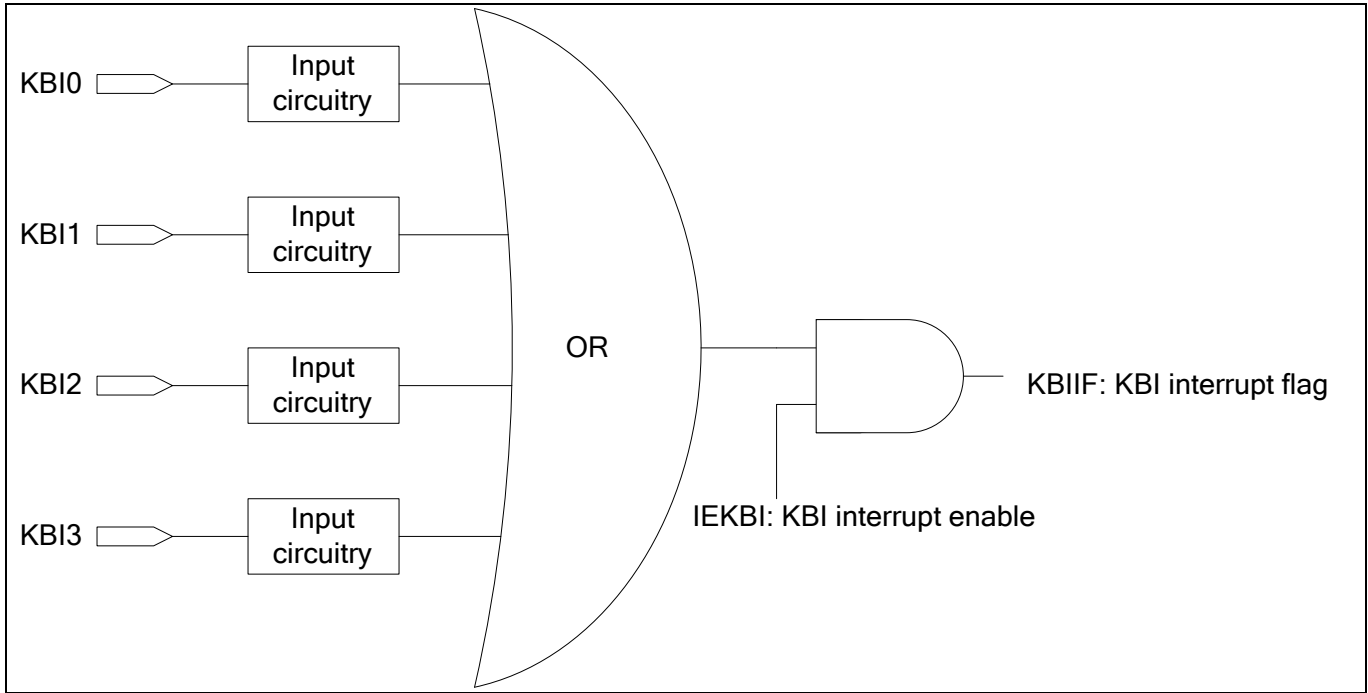 KBI0
Input
circuitry
KBI1
Input
circuitry
KBI2
Input
circuitry
OR
KBIIF: KBI interrupt flag
KBI3
Input
circuitry
IEKBI: KBI interrupt enable